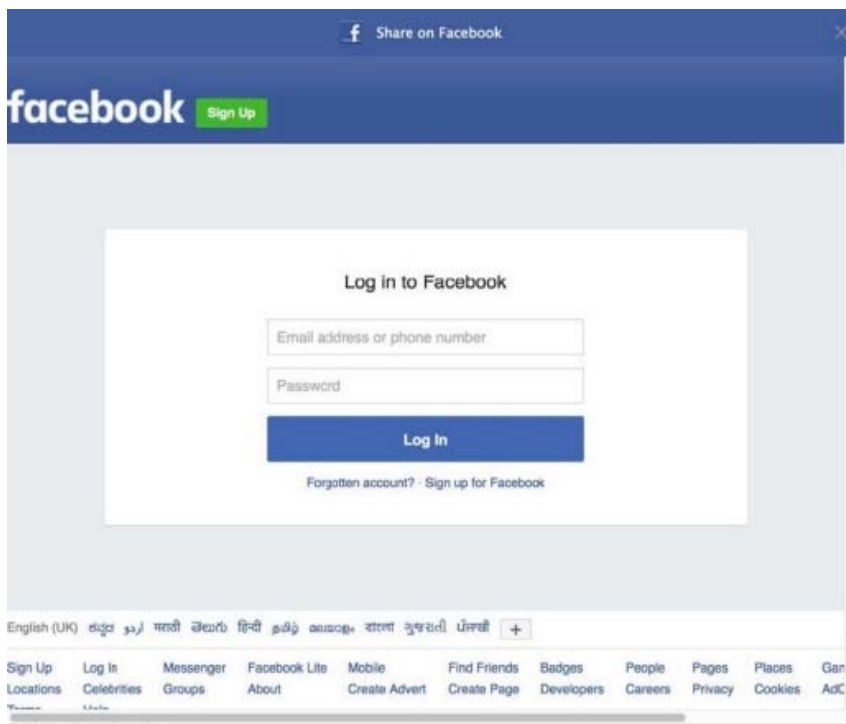 f Share on Facebook
facebook Sign Up
Log in to Facebook
Email address or phone number
Password
Log In
Forgotten account? · Sign up for Facebook
English (UK) ಕನ್ನಡ اردو मराठी తెలుగు हिन्दी தமிழ் മലയാളം বাংলা ગુજરાતી ਪੰਜਾਬੀ +
Sign Up Log In Messenger Facebook Lite Mobile Find Friends Badges People Pages Places
Locations Celebrities Groups About Create Advert Create Page Developers Careers Privacy Cookies